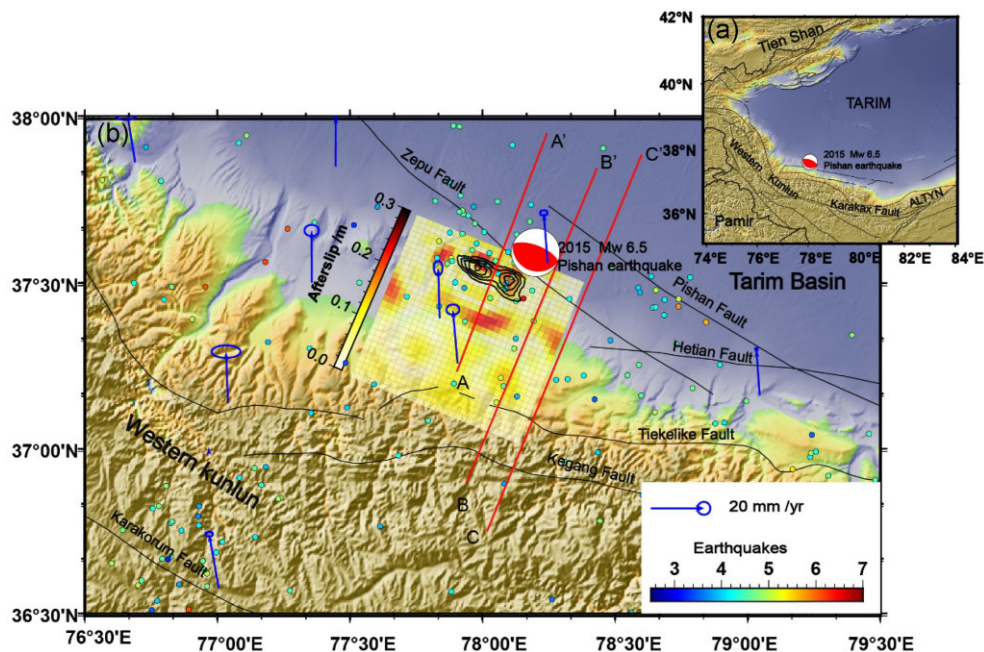 (a)
42°N
40°N
38°N
36°N
74°E
76°E
78°E
80°E
82°E
84°E
Tien Shan
TARIM
2015 Mw 6.5
Pishan earthquake
Western Kunlun
Karakax Fault
ALTYN
Pamir
(b)
38°00'N
37°30'N
37°00'N
36°30'N
76°30'E
77°00'E
77°30'E
78°00'E
78°30'E
79°00'E
79°30'E
Zepu Fault
A'
B'
C'
0.3
0.2
0.1
0.0
Afterslip /m
2015 Mw 6.5
Pishan earthquake
Tarim Basin
Pishan Fault
Hetian Fault
A
Tiekelike Fault
Kegang Fault
B
C
Western kunlun
Karakorum Fault
20 mm /yr
Earthquakes
3 4 5 6 7